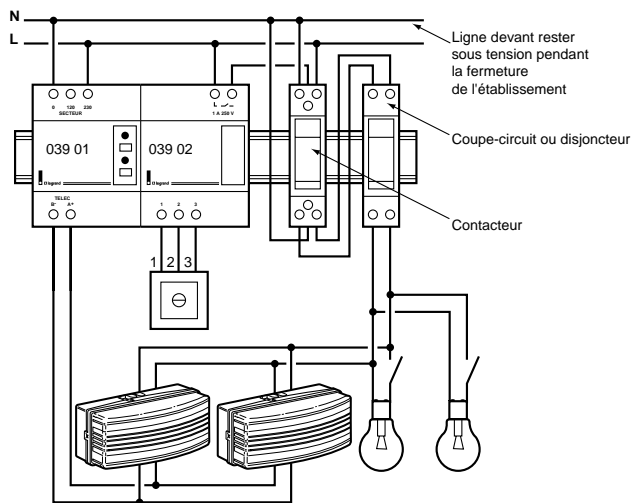 N
L
Ligne devant rester
sous tension pendant
la fermeture
de l'établissement
0 120 230
SECTEUR
L
1 A 250 V
Coupe-circuit ou disjoncteur
039 01
039 02
legrand
legrand
Contacteur
TELEC
B- A+
1 2 3
1 2 3